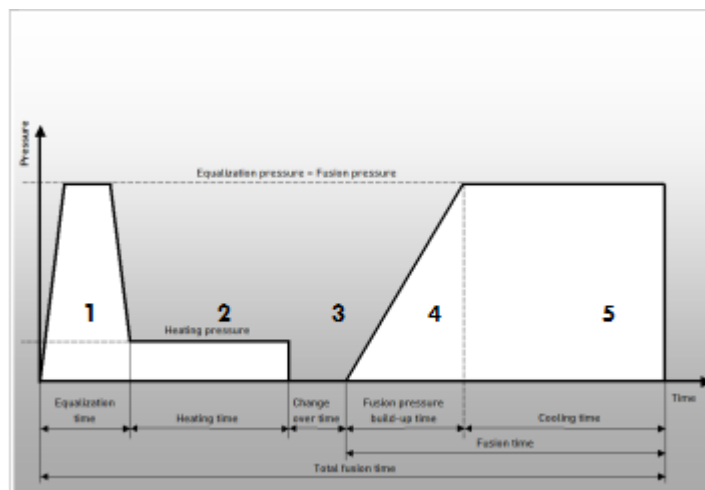 Pressure
Equalization pressure = Fusion pressure
1
2
3
4
5
Heating pressure
Time
Equalization
time
Heating time
Change
over time
Fusion pressure
build-up time
Cooling time
Fusion time
Total fusion time